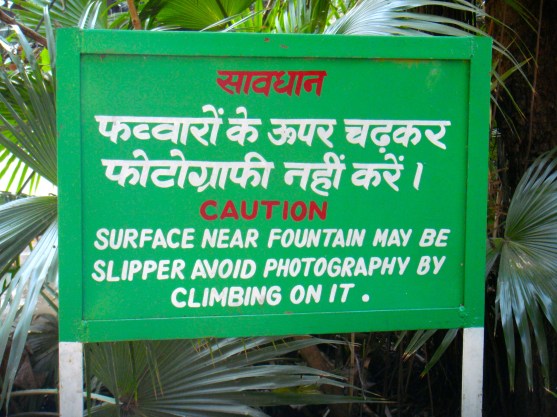 सावधान
फव्वारों के ऊपर चढ़कर
फोटोग्राफी नहीं करें।
CAUTION
SURFACE NEAR FOUNTAIN MAY BE
SLIPPER AVOID PHOTOGRAPHY BY
CLIMBING ON IT.